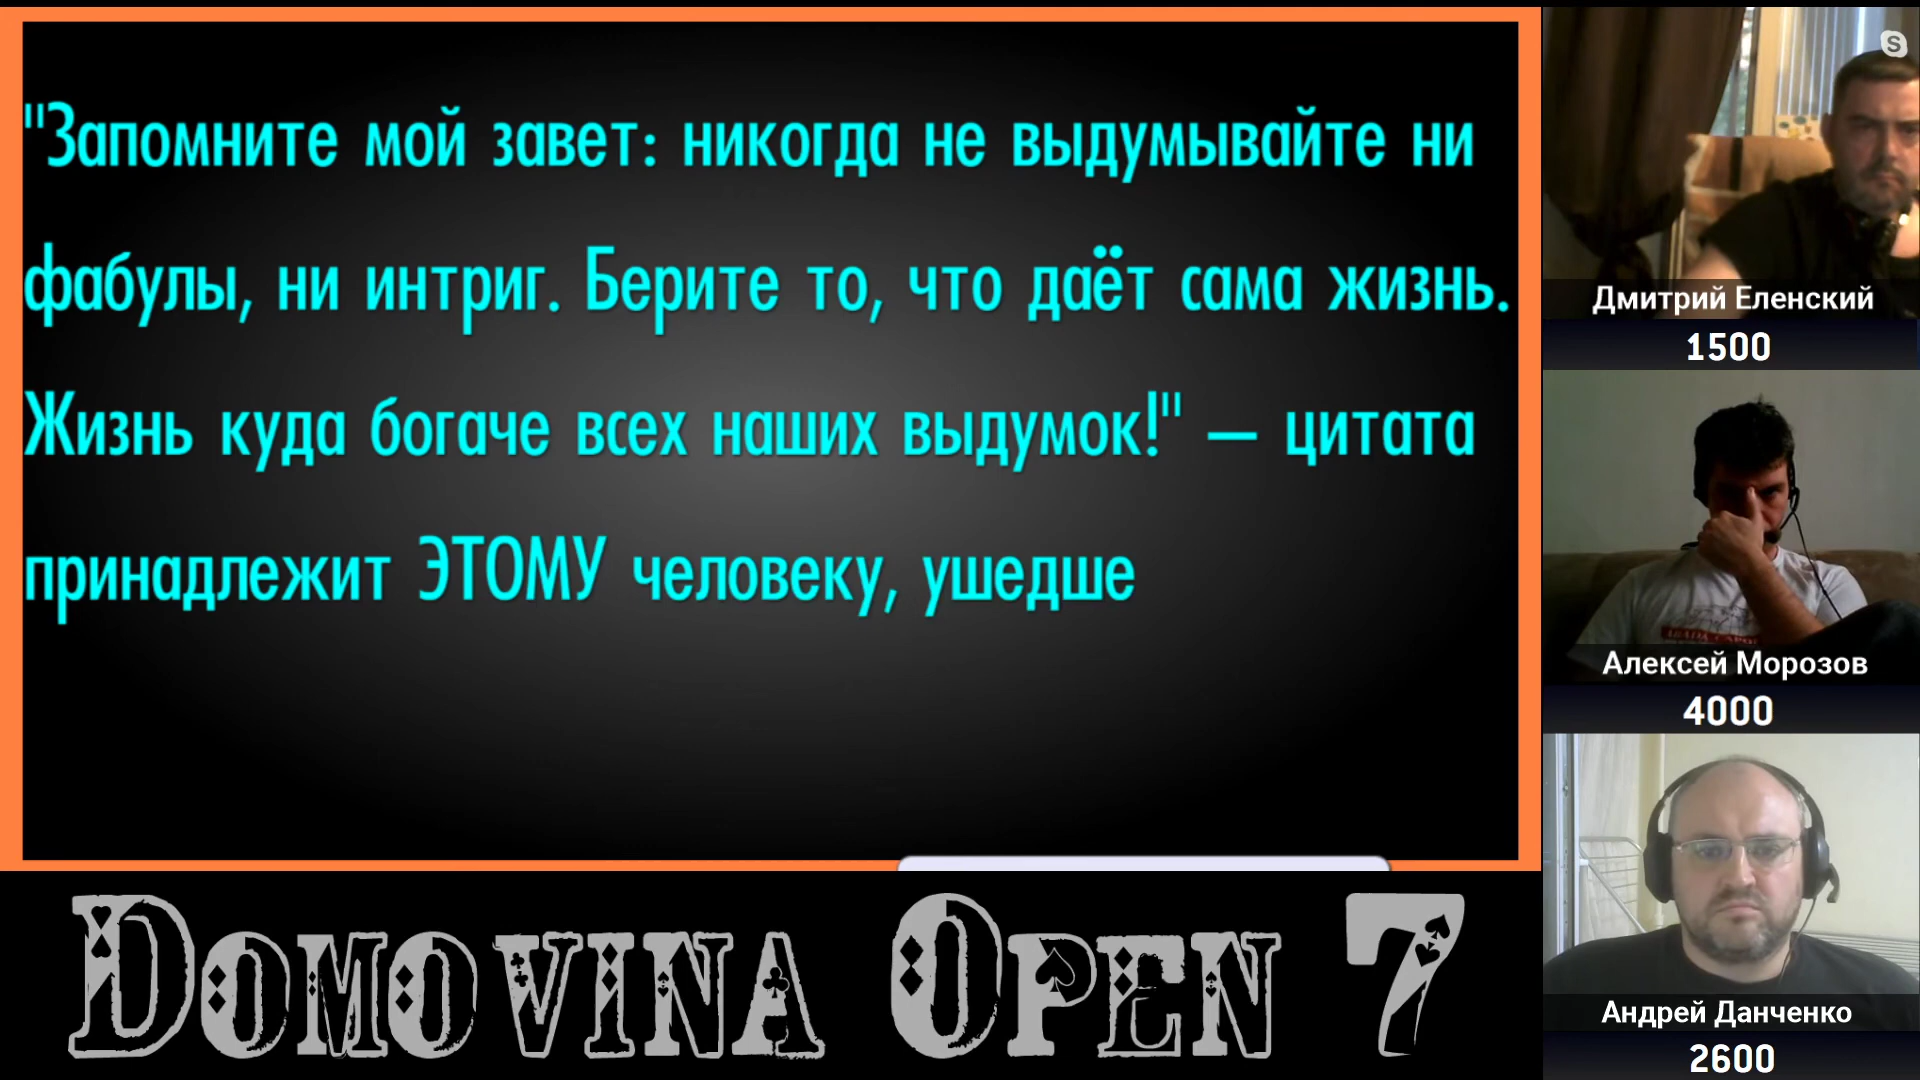 "Запомните мой завет: никогда не выдумывайте ни
фабулы, ни интриг. Берите то, что даёт сама жизнь.
Жизнь куда богаче всех наших выдумок!" — цитата
принадлежит ЭТОМУ человеку, ушедше
Дмитрий Еленский
1500
Алексей Морозов
4000
Андрей Данченко
2600
Domovina Open 7